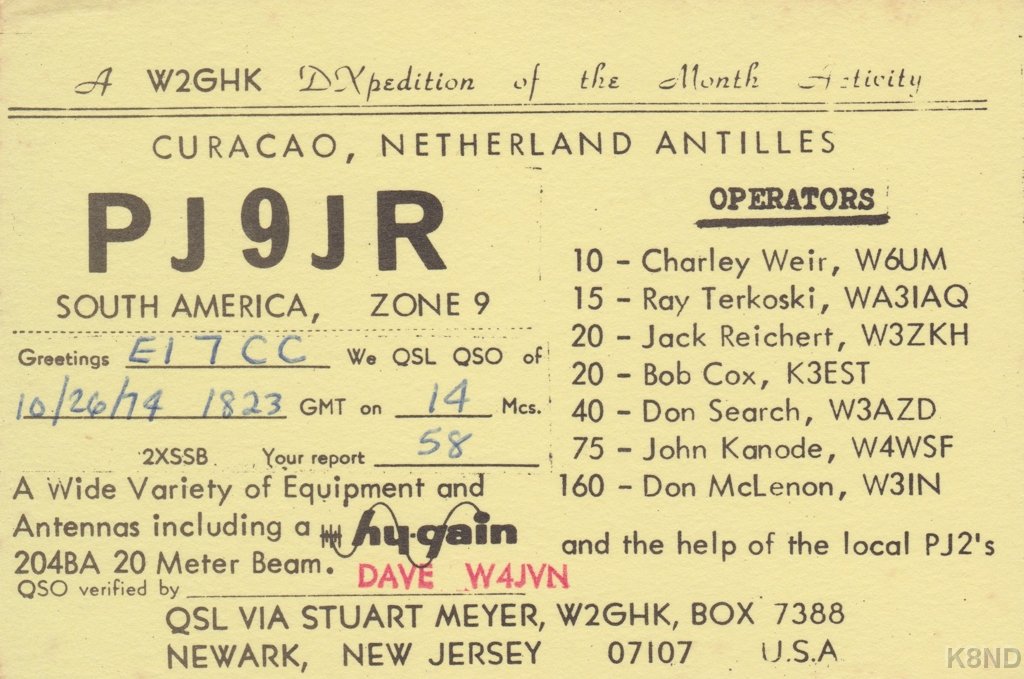 A W2GHK DXpedition of the Month Activity
CURACAO, NETHERLAND ANTILLES
PJ9JR
SOUTH AMERICA, ZONE 9
Greetings EI7CC We QSL QSO of
10/26/74 1823 GMT on 14 Mcs.
2XSSB Your report 58
A Wide Variety of Equipment and
Antennas including a hy-gain
204BA 20 Meter Beam. DAVE W4JVN
QSO verified by
OPERATORS
10 - Charley Weir, W6UM
15 - Ray Terkoski, WA3IAQ
20 - Jack Reichert, W3ZKH
20 - Bob Cox, K3EST
40 - Don Search, W3AZD
75 - John Kanode, W4WSF
160 - Don McLenon, W3IN
and the help of the local PJ2's
QSL VIA STUART MEYER, W2GHK, BOX 7388
NEWARK, NEW JERSEY 07107 U.S.A
K8ND